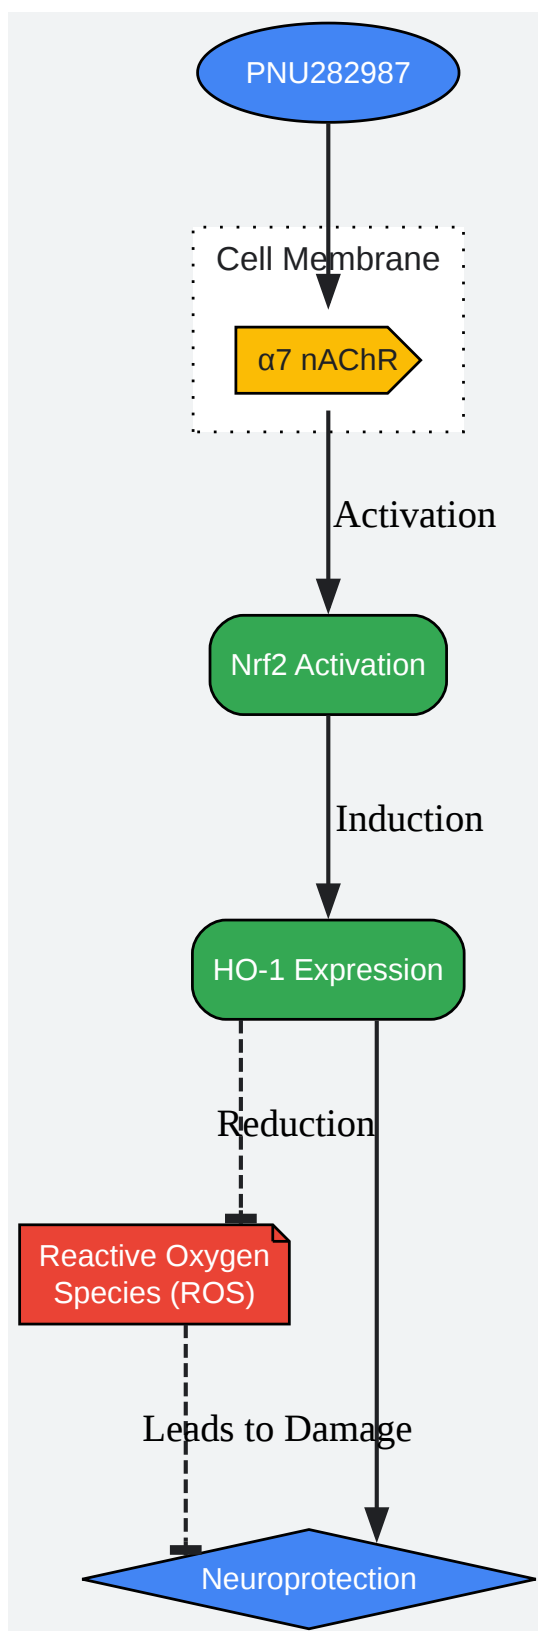 PNU282987
Cell Membrane
α7 nAChR
Activation
Nrf2 Activation
Induction
HO-1 Expression
Reduction
Reactive Oxygen
Species (ROS)
Leads to Damage
Neuroprotection